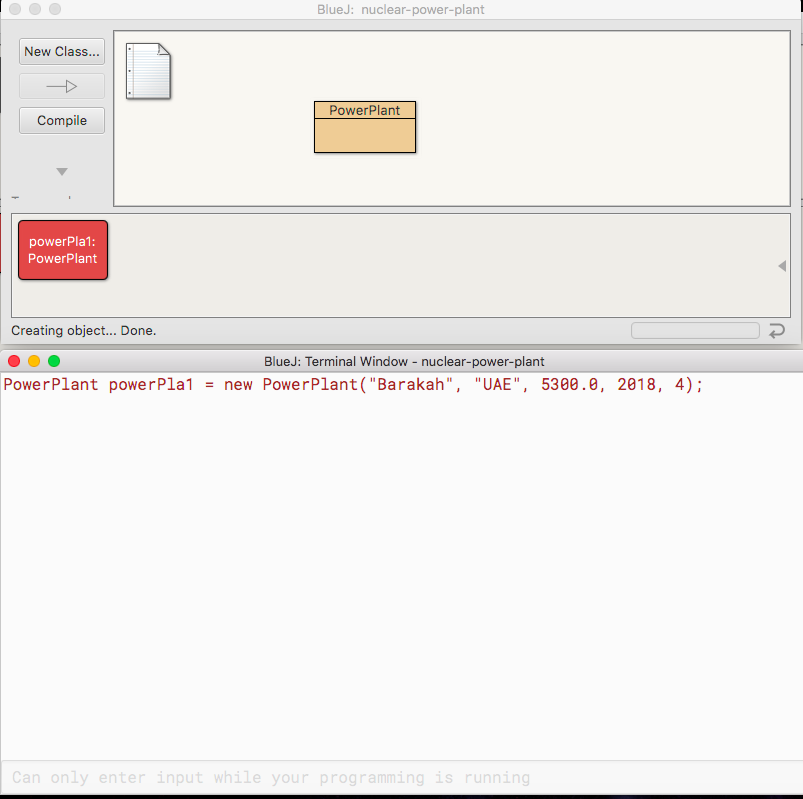 BlueJ: nuclear-power-plant
New Class...
Compile
PowerPlant
powerPla1:
PowerPlant
Creating object... Done.
BlueJ: Terminal Window - nuclear-power-plant
PowerPlant powerPla1 = new PowerPlant("Barakah", "UAE", 5300.0, 2018, 4);
Can only enter input while your programming is running